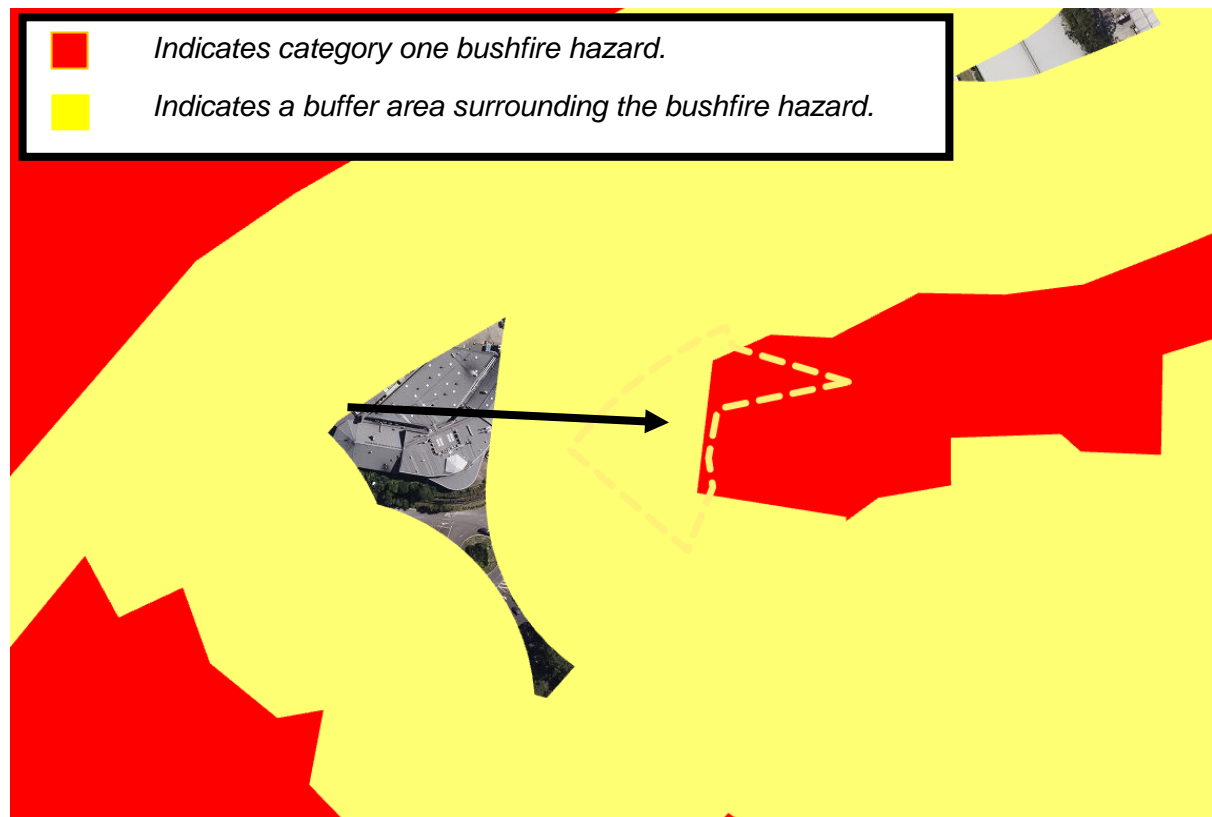 Indicates category one bushfire hazard.
Indicates a buffer area surrounding the bushfire hazard.